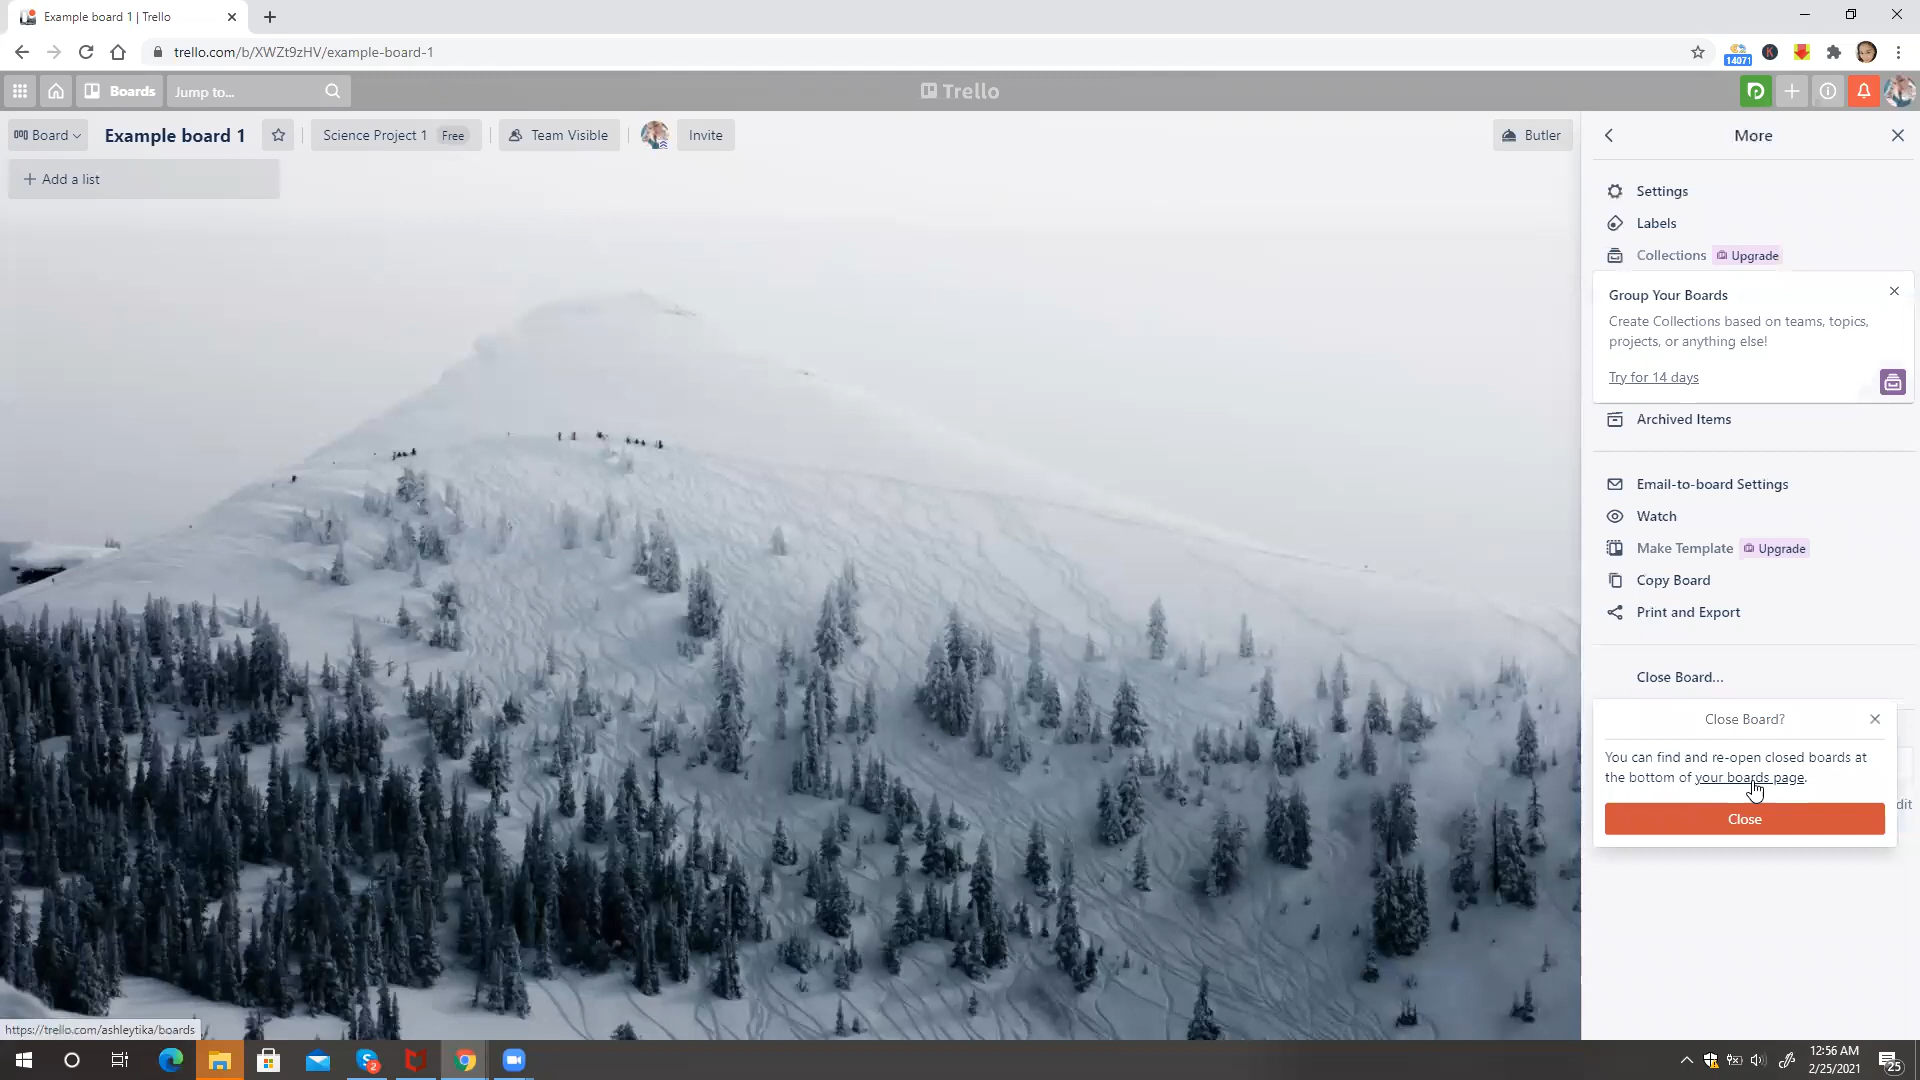 Example board 1 | Trello
trello.com/b/XWZt9zHV/example-board-1
14071
K
Boards
Jump to...
Trello
Board
Example board 1
Science Project 1 Free
Team Visible
Invite
Butler
More
+ Add a list
Settings
Labels
Collections Upgrade
Group Your Boards
Create Collections based on teams, topics,
projects, or anything else!
Try for 14 days
Archived Items
Email-to-board Settings
Watch
Make Template Upgrade
Copy Board
Print and Export
Close Board...
Close Board?
You can find and re-open closed boards at
the bottom of your boards page.
dit
Close
https://trello.com/ashleytika/boards
2
12:56 AM
2/25/2021
25